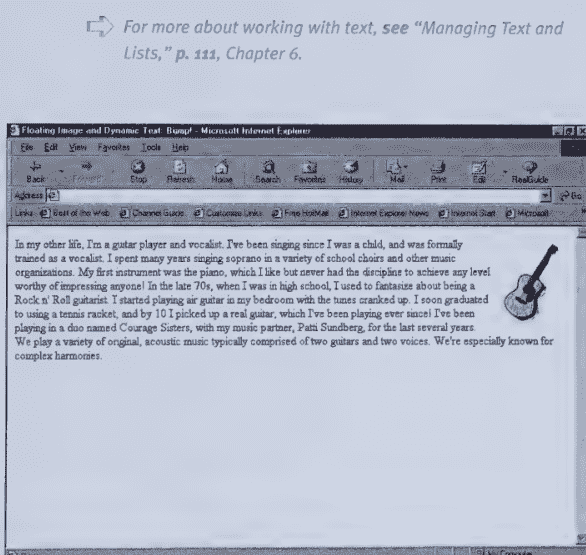 For more about working with text, see “Managing Text and
Lists,” p. 111, Chapter 6.
Floating Image and Dynamic Text: Bump! - Microsoft Internet Explorer
File Edit View Favorites Tools Help
Back Forward Stop Refresh Home Search Favorites History Mail Print Edit RealGuide
Address Go
Links Best of the Web Channel Guide Customize Links Free HotMail Internet Explorer News Internet Start Microsoft
In my other life, I'm a guitar player and vocalist. I've been singing since I was a child, and was formally
trained as a vocalist. I spent many years singing soprano in a variety of school choirs and other music
organizations. My first instrument was the piano, which I like but never had the discipline to achieve any level
worthy of impressing anyone! In the late 70s, when I was in high school, I used to fantasize about being a
Rock n' Roll guitarist. I started playing air guitar in my bedroom with the tunes cranked up. I soon graduated
to using a tennis racket, and by 10 I picked up a real guitar, which I've been playing ever since! I've been
playing in a duo named Courage Sisters, with my music partner, Patti Sundberg, for the last several years.
We play a variety of original, acoustic music typically comprised of two guitars and two voices. We're especially known for
complex harmonies.
My Computer